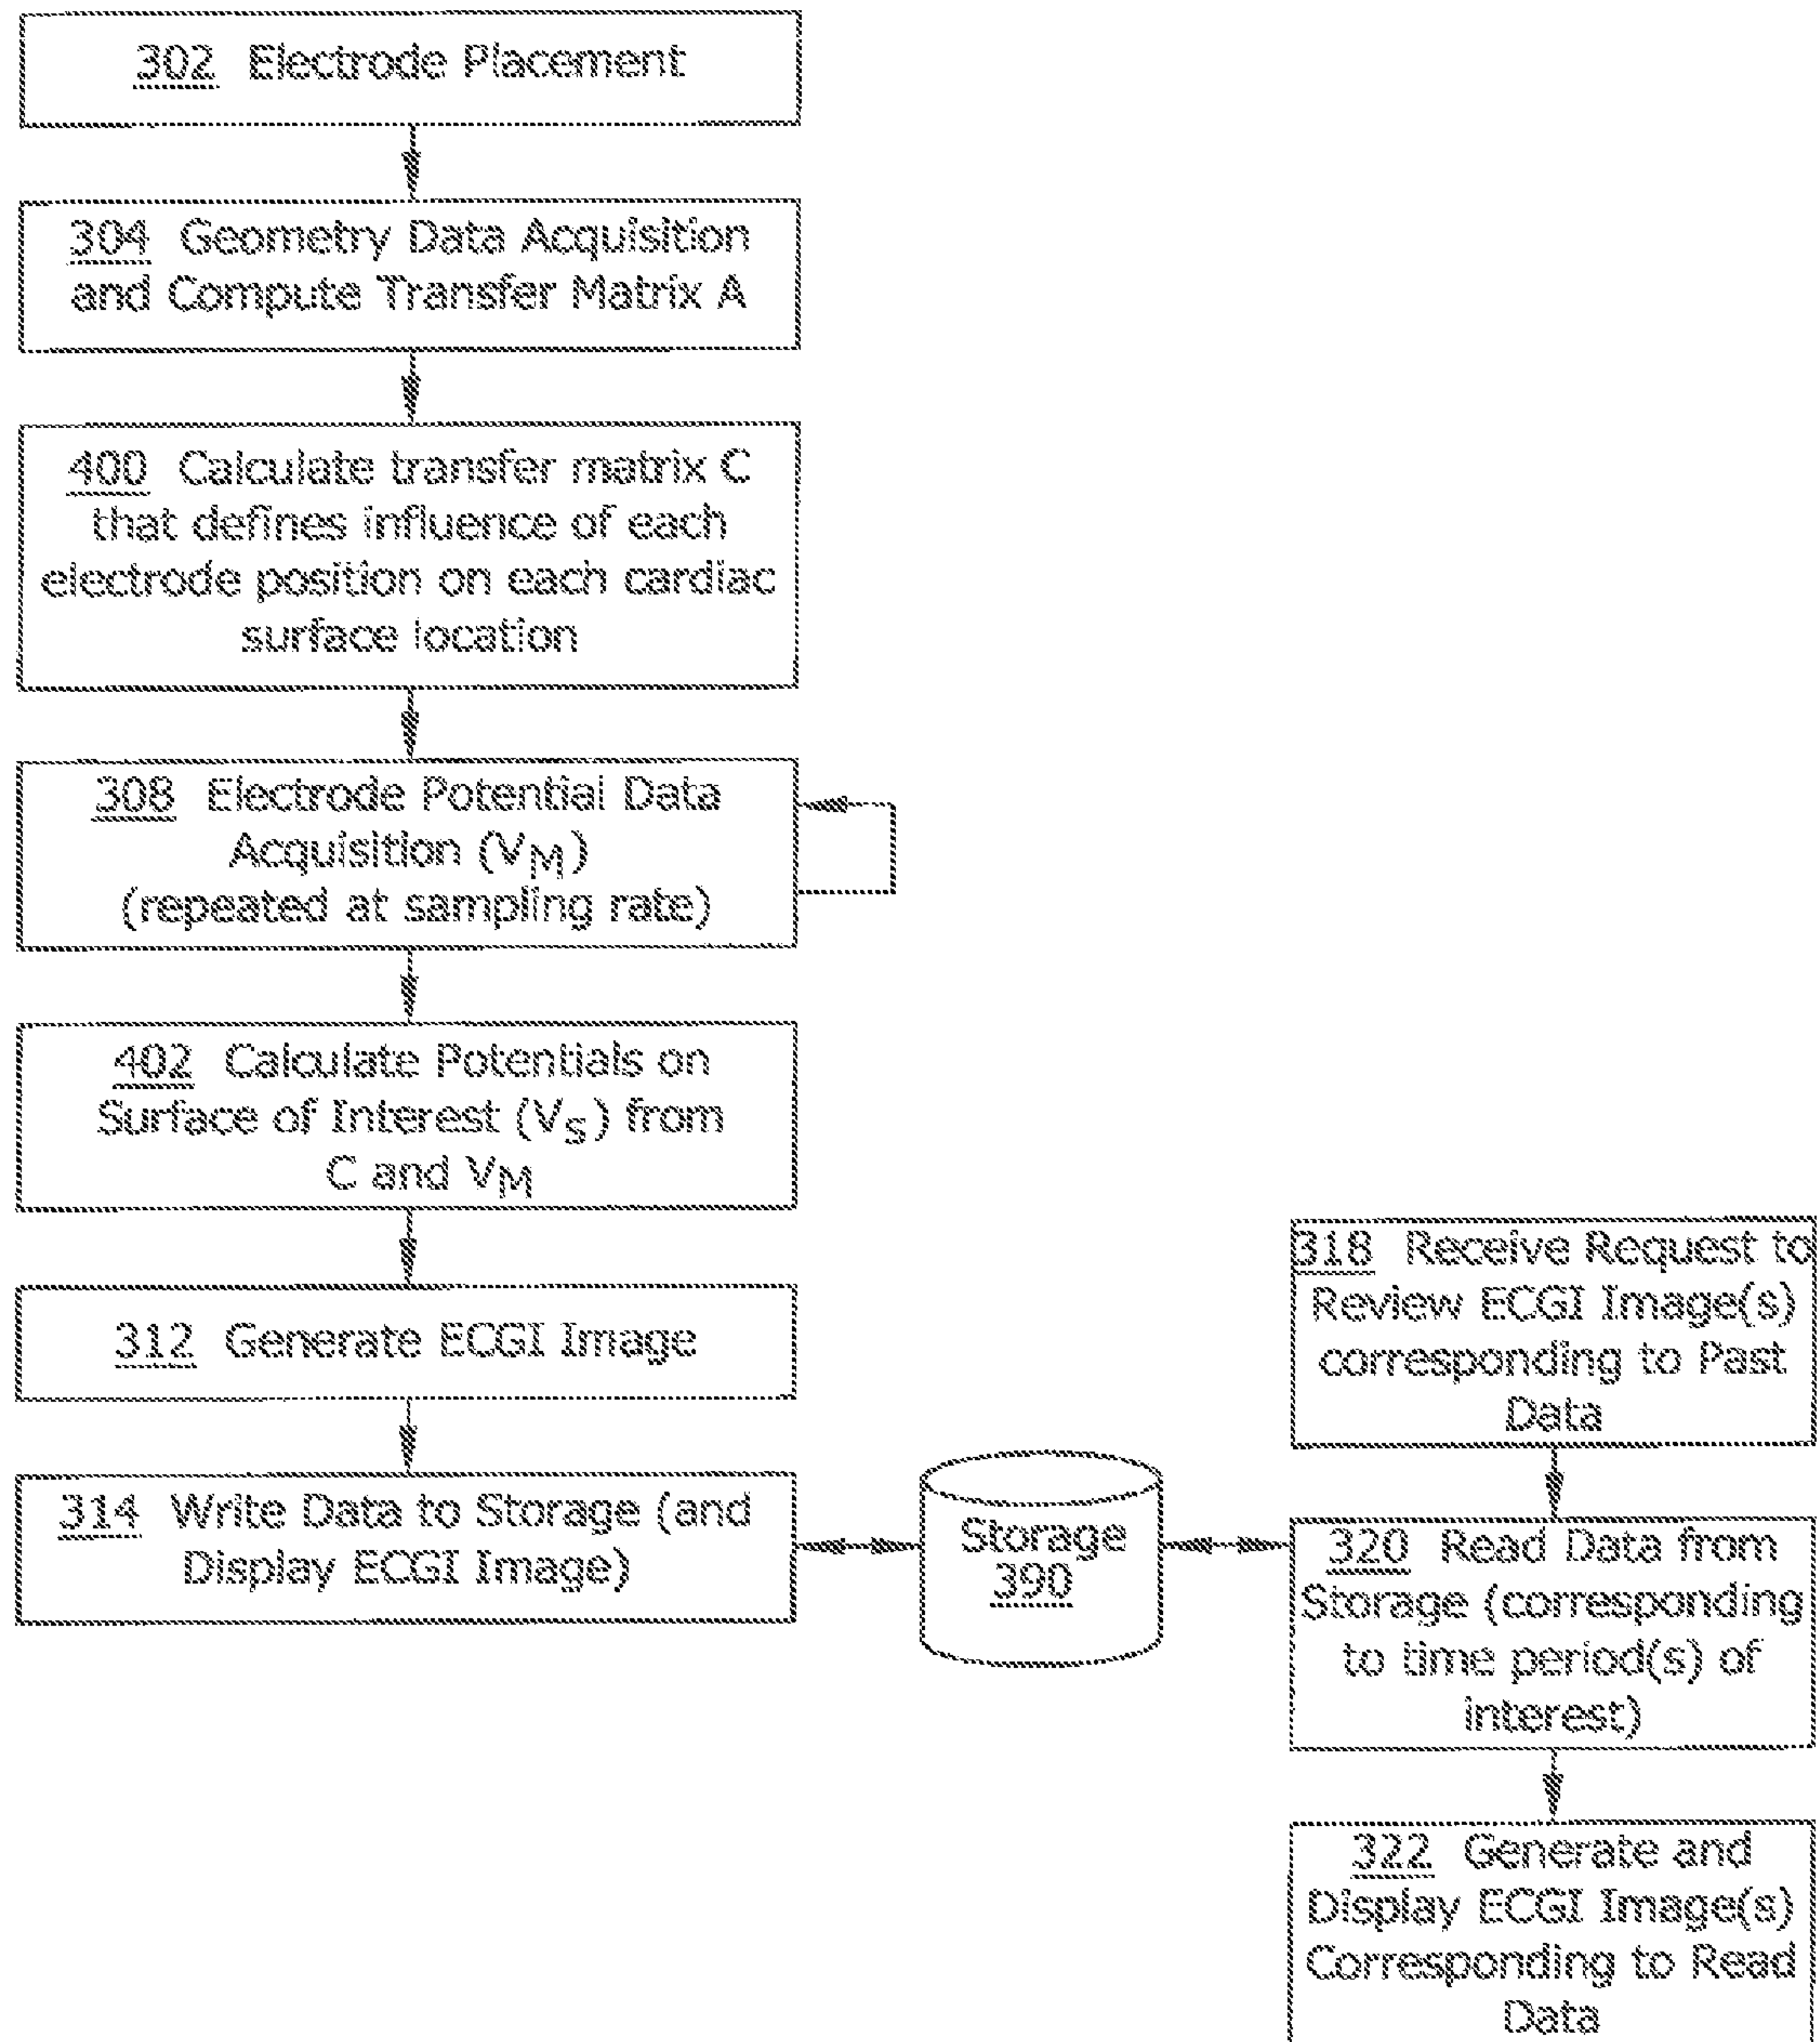 302 Electrode Placement
304 Geometry Data Acquisition
and Compute Transfer Matrix A
400 Calculate transfer matrix C
that defines influence of each
electrode position on each cardiac
surface location
308 Electrode Potential Data
Acquisition (VM)
(repeated at sampling rate)
402 Calculate Potentials on
Surface of Interest (VS) from
C and VM
312 Generate ECGI Image
314 Write Data to Storage (and
Display ECGI Image)
Storage
390
318 Receive Request to
Review ECGI Image(s)
corresponding to Past
Data
320 Read Data from
Storage (corresponding
to time period(s) of
interest)
322 Generate and
Display ECGI Image(s)
Corresponding to Read
Data